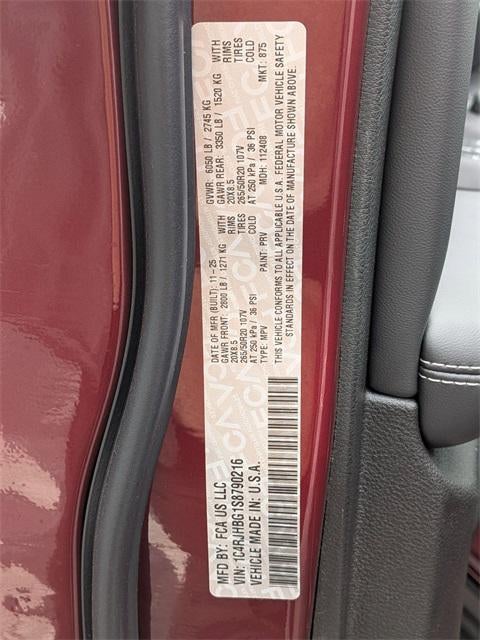 MFD BY: FCA US LLC
DATE OF MFR (BUILT): 11-25
GVWR: 6050 LB / 2745 KG
GAWR FRONT: 2800 LB / 1271 KG WITH
GAWR REAR: 3350 LB / 1520 KG WITH
20X8.5 RIMS
20X8.5 RIMS
265/50R20 107V TIRES
265/50R20 107V TIRES
AT 250 kPA / 36 PSI COLD
AT 250 kPA / 36 PSI COLD
VIN: 1C4RJHBG1S8790216
TYPE: MPV PAINT: PRV MDH: 112408 MKT: 875
VEHICLE MADE IN: U.S.A.
THIS VEHICLE CONFORMS TO ALL APPLICABLE U.S.A. FEDERAL MOTOR VEHICLE SAFETY
STANDARDS IN EFFECT ON THE DATE OF MANUFACTURE SHOWN ABOVE.